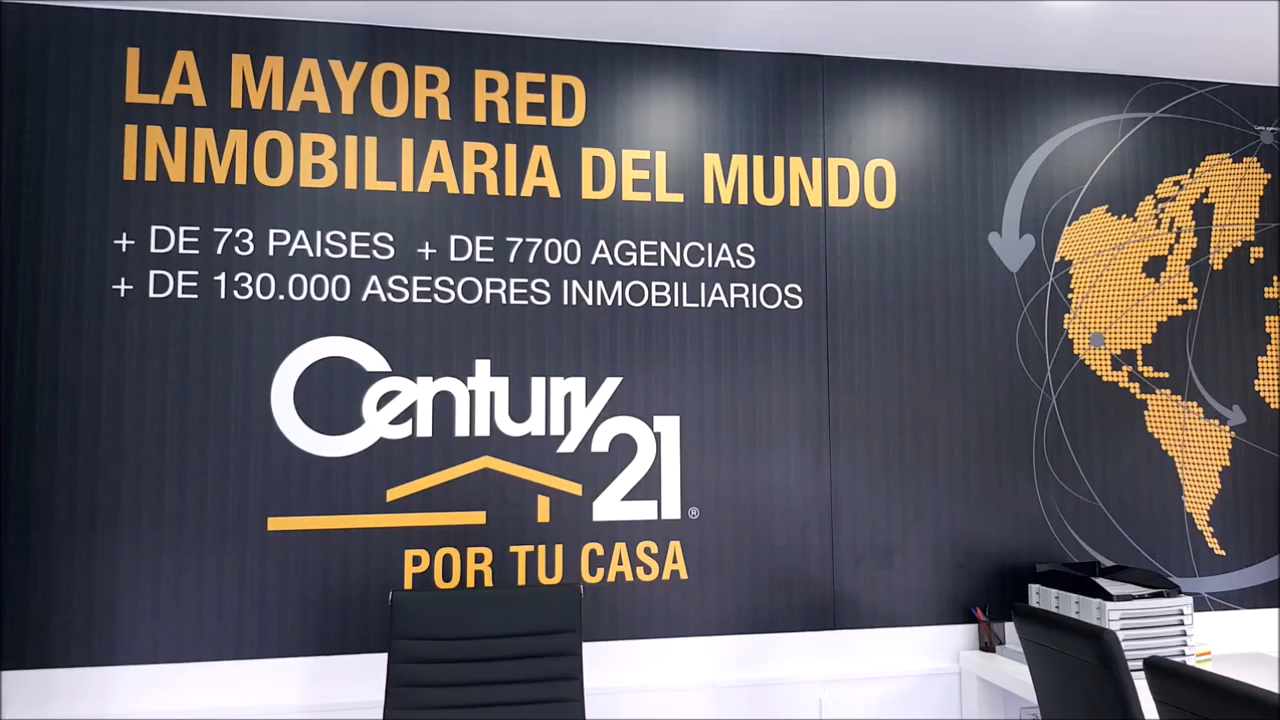 LA MAYOR RED
INMOBILIARIA DEL MUNDO
+ DE 73 PAISES + DE 7700 AGENCIAS
+ DE 130.000 ASESORES INMOBILIARIOS
Century
21®
POR TU CASA